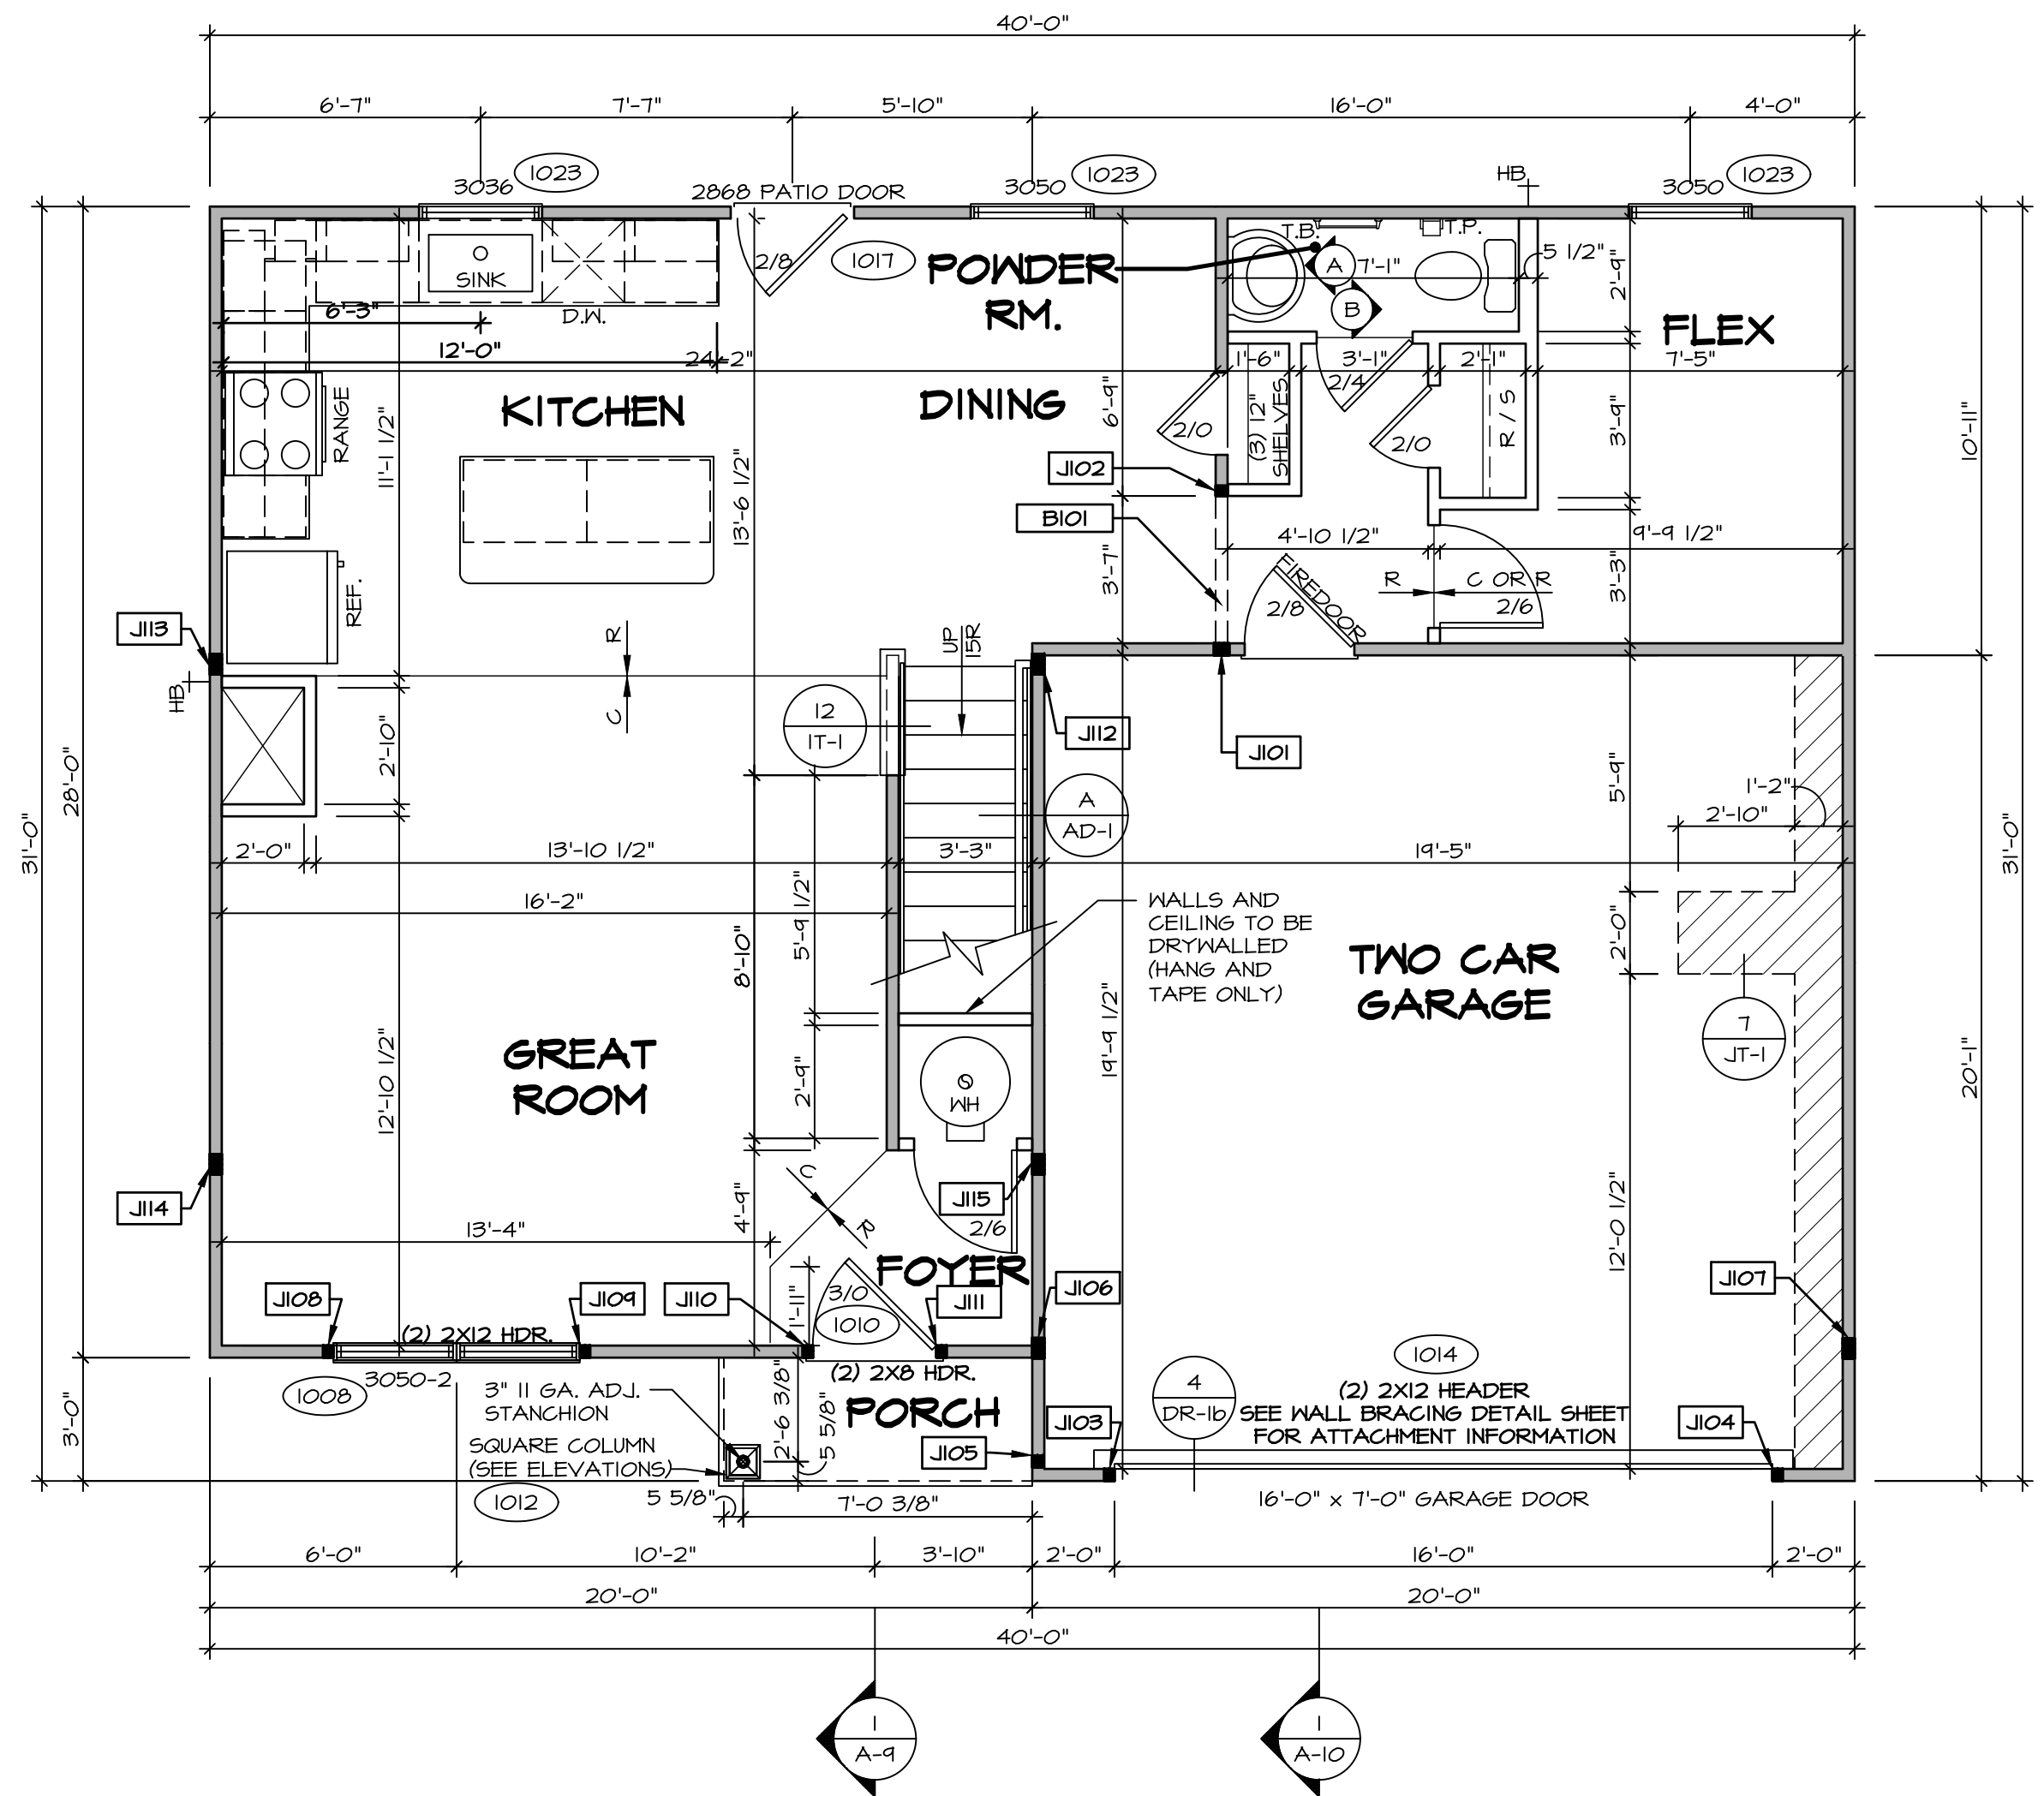 40'-0"
6'-7"
7'-7"
5'-10"
16'-0"
4'-0"
3036
1023
2868 PATIO DOOR
3050
1023
HB
3050
1023
SINK
D.W.
2/8
1017
POWDER
RM.
T.B.
T.P.
A
B
7'-1"
5 1/2"
2'-9"
FLEX
6'-3"
12'-0"
24'-2"
1'-6"
3'-1"
2'-1"
7'-5"
2/4
KITCHEN
DINING
RANGE
11'-1 1/2"
13'-6 1/2"
6'-9"
2/0
(3) 12"
SHELVES
2/0
R / S
3'-9"
10'-11"
J102
B101
4'-10 1/2"
9'-9 1/2"
3'-7"
FIREDOOR
2/8
R
C OR R
2/6
3'-3"
REF.
J113
HB
R
C
UP
15R
12
1T-1
J112
J101
2'-10"
28'-0"
31'-0"
A
AD-1
5'-9"
1'-2"
2'-10"
31'-0"
2'-0"
13'-10 1/2"
3'-3"
19'-5"
16'-2"
5'-9 1/2"
8'-10"
WALLS AND
CEILING TO BE
DRYWALLED
(HANG AND
TAPE ONLY)
TWO CAR
GARAGE
2'-0"
7
JT-1
20'-1"
GREAT
ROOM
12'-10 1/2"
2'-9"
WH
19'-9 1/2"
J114
C
R
J115
4'-9"
2/6
12'-0 1/2"
13'-4"
FOYER
J108
J109
J110
3/0
1010
J111
J106
J107
1'-11"
(2) 2X12 HDR.
3050-2
1008
(2) 2X8 HDR.
3" 11 GA. ADJ.
STANCHION
SQUARE COLUMN
(SEE ELEVATIONS)
1012
2'-6 3/8"
5 5/8"
PORCH
J105
J103
4
DR-1b
1014
(2) 2X12 HEADER
SEE WALL BRACING DETAIL SHEET
FOR ATTACHMENT INFORMATION
J104
3'-0"
5 5/8"
7'-0 3/8"
16'-0" x 7'-0" GARAGE DOOR
6'-0"
10'-2"
3'-10"
2'-0"
16'-0"
2'-0"
20'-0"
20'-0"
40'-0"
1
A-9
1
A-10